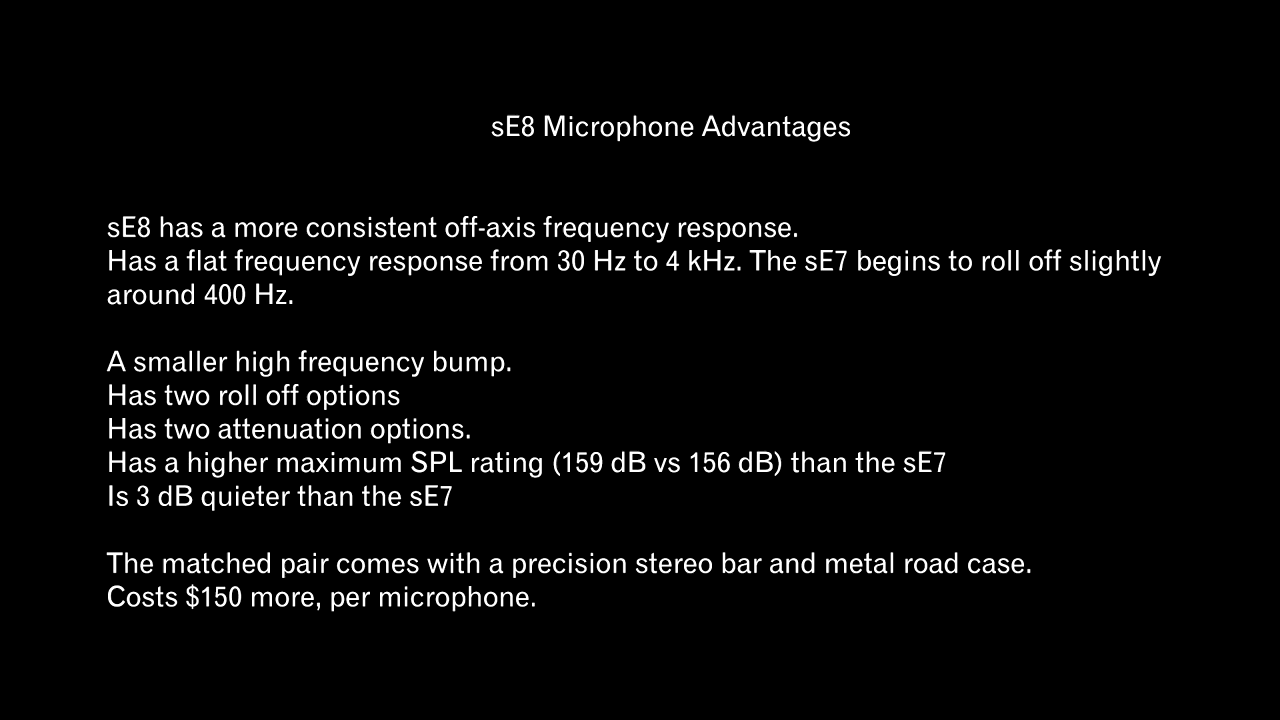 sE8 Microphone Advantages
sE8 has a more consistent off-axis frequency response.
Has a flat frequency response from 30 Hz to 4 kHz. The sE7 begins to roll off slightly
around 400 Hz.
A smaller high frequency bump.
Has two roll off options
Has two attenuation options.
Has a higher maximum SPL rating (159 dB vs 156 dB) than the sE7
Is 3 dB quieter than the sE7
The matched pair comes with a precision stereo bar and metal road case.
Costs $150 more, per microphone.